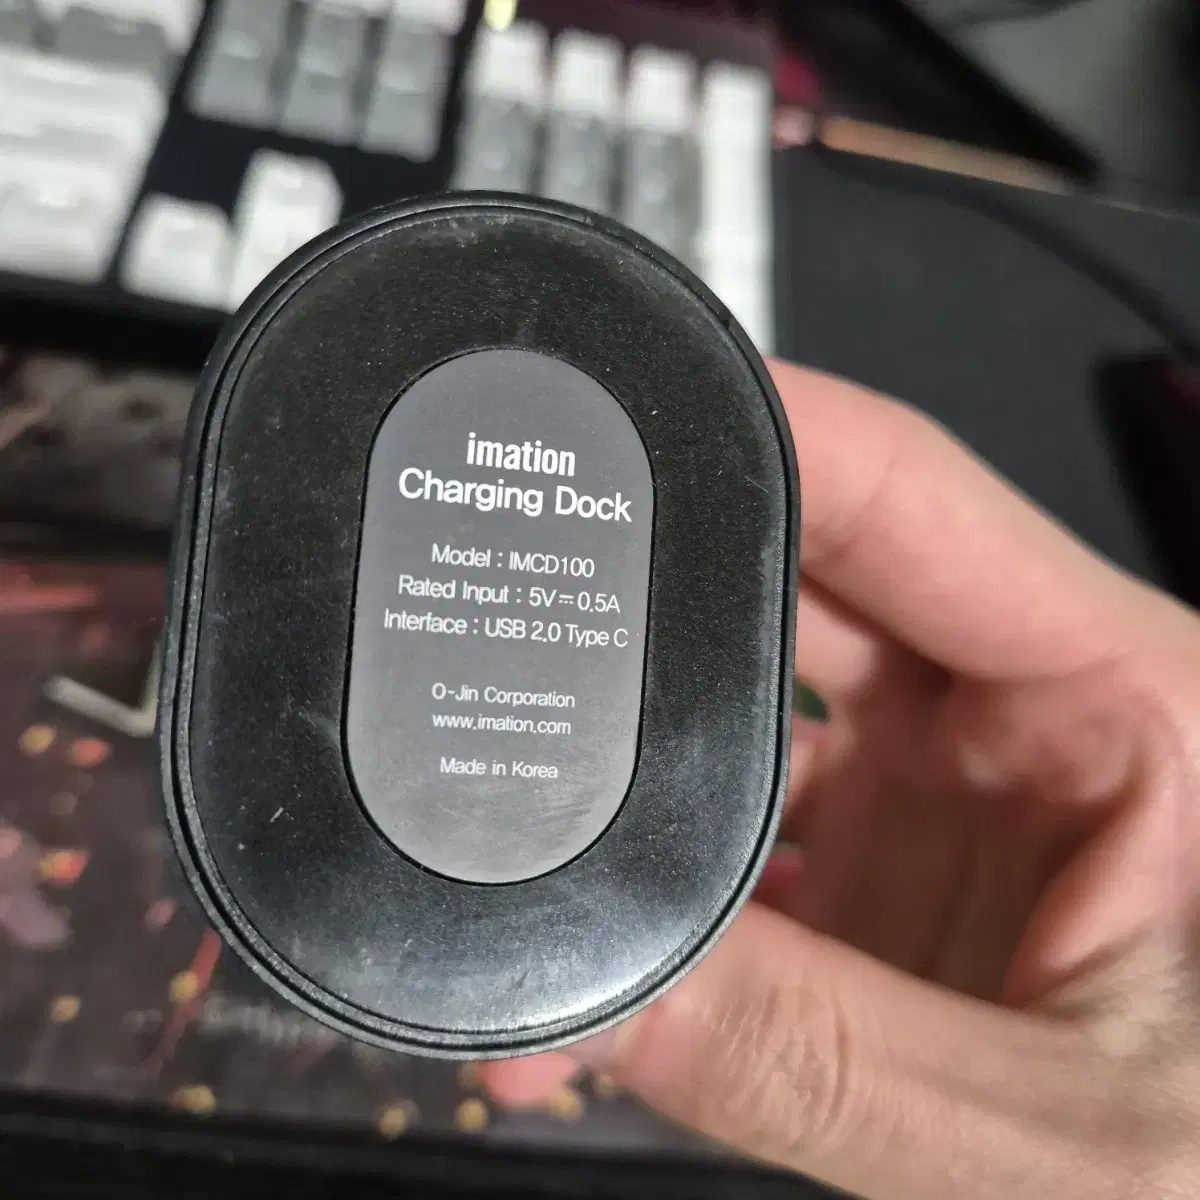 imation
Charging Dock
Model : IMCD100
Rated Input : 5V⎓0.5A
Interface : USB 2.0 Type C
O-Jin Corporation
www.imation.com
Made in Korea